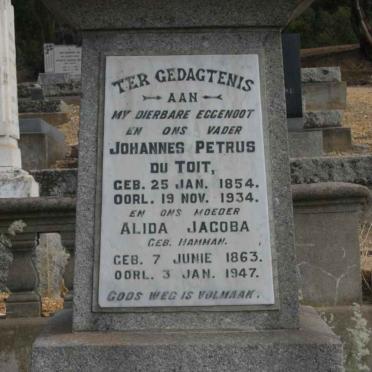 TER GEDAGTENIS
AAN
MY DIERBARE EGGENOOT
EN ONS VADER
JOHANNES PETRUS
DU TOIT,
GEB. 25 JAN. 1854.
OORL. 19 NOV. 1934.
EN ONS MOEDER
ALIDA JACOBA
GEB. HAMMAN.
GEB. 7 JUNIE 1863.
OORL. 3 JAN. 1947.
GODS WEG IS VOLMAAK.